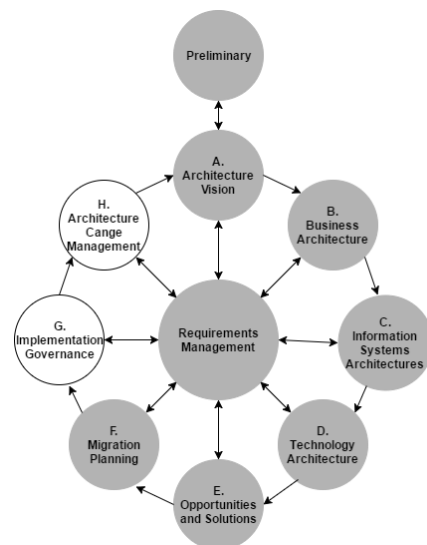 Preliminary
A.
Architecture
Vision
B.
Business
Architecture
C.
Information
Systems
Architectures
D.
Technology
Architecture
E.
Opportunities
and Solutions
F.
Migration
Planning
G.
Implementation
Governance
H.
Architecture
Cange
Management
Requirements
Management